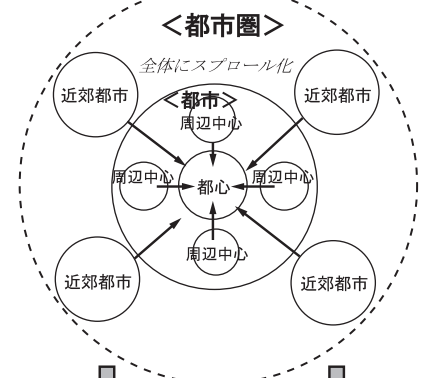 ＜都市圏＞
全体にスプロール化
近郊都市
近郊都市
＜都市＞
周辺中心
周辺中心
都心
周辺中心
周辺中心
近郊都市
近郊都市